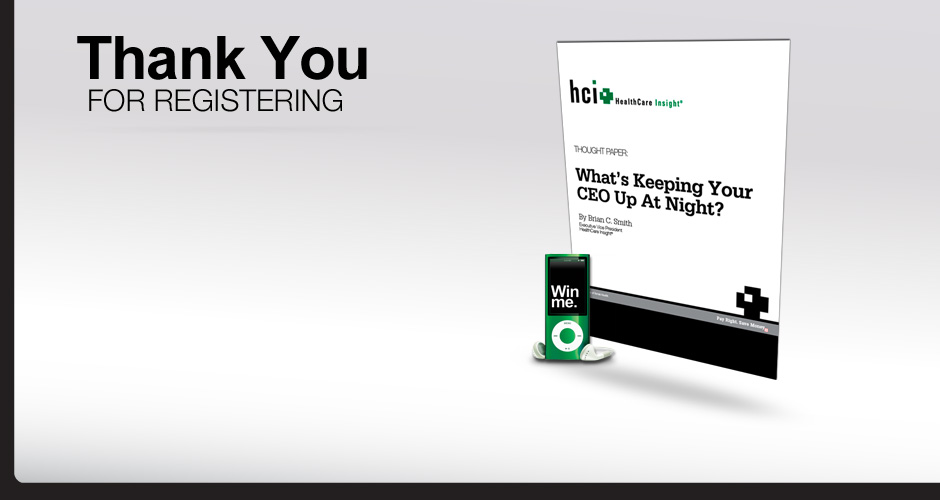 Thank You
FOR REGISTERING
hci
HealthCare Insight®
THOUGHT PAPER:
What's Keeping Your
CEO Up At Night?
By Brian C. Smith
Executive Vice President
HealthCare Insight®
Win
me.
MENU
Pay Right. Save Money.